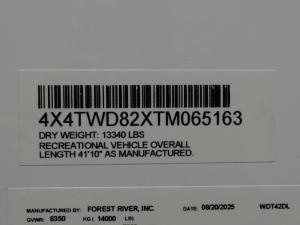 4X4TWD82XTM065163
DRY WEIGHT: 13340 LBS
RECREATIONAL VEHICLE OVERALL
LENGTH 41'10" AS MANUFACTURED.
MANUFACTURED BY: FOREST RIVER, INC. DATE: 08/20/2025 WDT42DL
GVWR: 6350 KG ( 14000 LB)